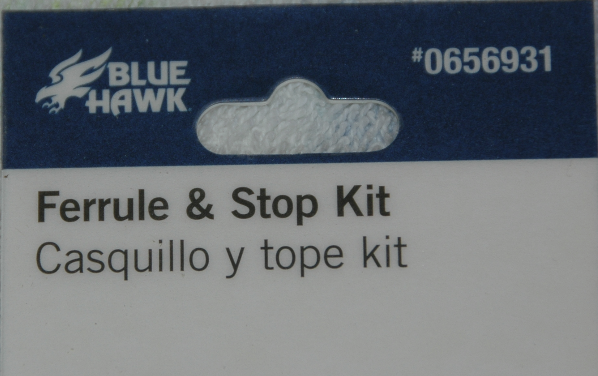 BLUE
HAWK
#0656931
Ferrule & Stop Kit
Casquillo y tope kit